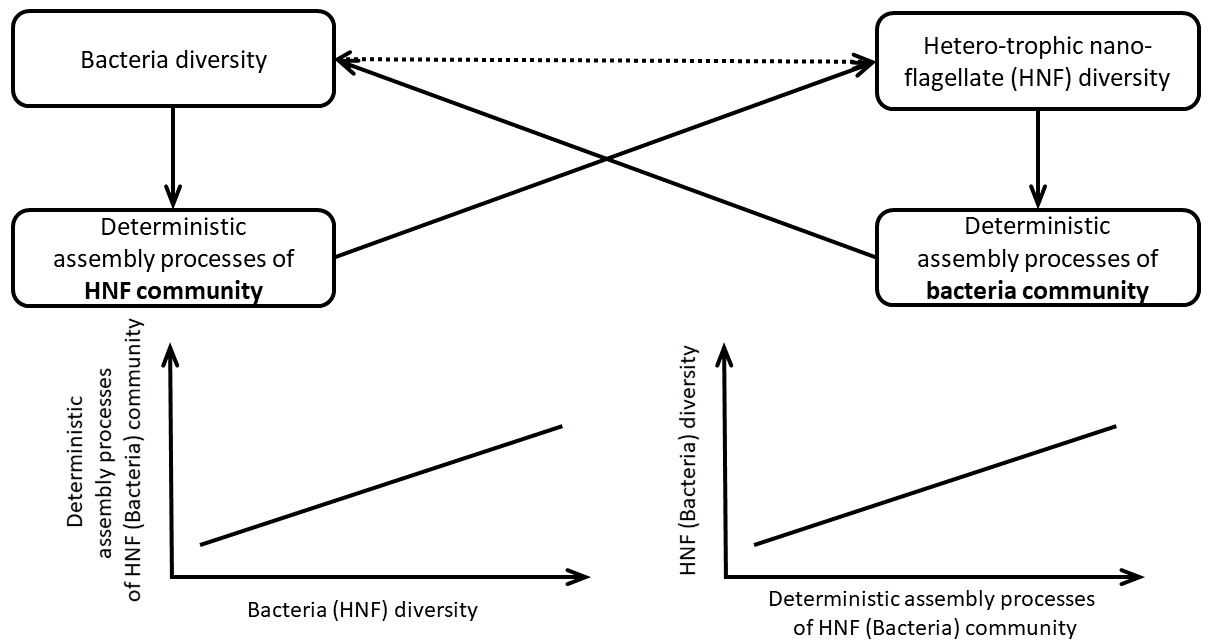 Bacteria diversity
Hetero-trophic nano-
flagellate (HNF) diversity
Deterministic
assembly processes of
HNF community
Deterministic
assembly processes of
bacteria community
Deterministic
assembly processes
of HNF (Bacteria) community
Bacteria (HNF) diversity
HNF (Bacteria) diversity
Deterministic assembly processes
of HNF (Bacteria) community